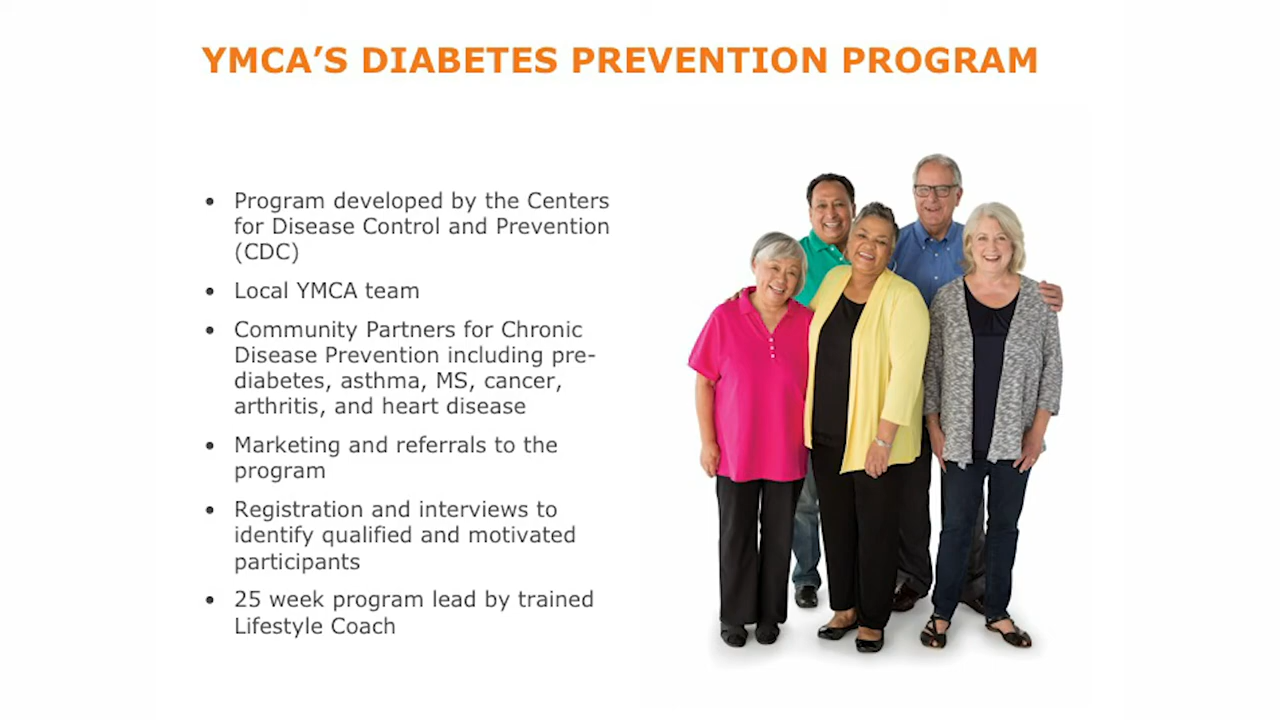 YMCA’S DIABETES PREVENTION PROGRAM
• Program developed by the Centers
for Disease Control and Prevention
(CDC)
• Local YMCA team
• Community Partners for Chronic
Disease Prevention including pre-
diabetes, asthma, MS, cancer,
arthritis, and heart disease
• Marketing and referrals to the
program
• Registration and interviews to
identify qualified and motivated
participants
• 25 week program lead by trained
Lifestyle Coach